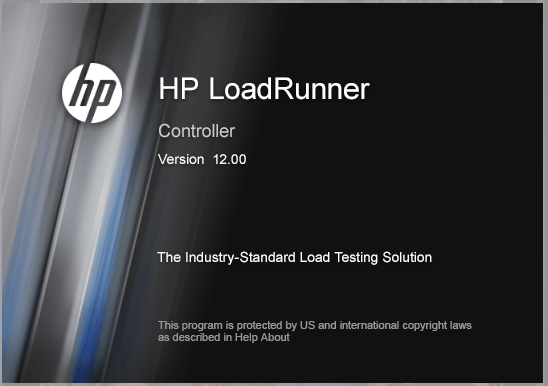 hp
HP LoadRunner
Controller
Version 12.00
The Industry-Standard Load Testing Solution
This program is protected by US and international copyright laws
as described in Help About